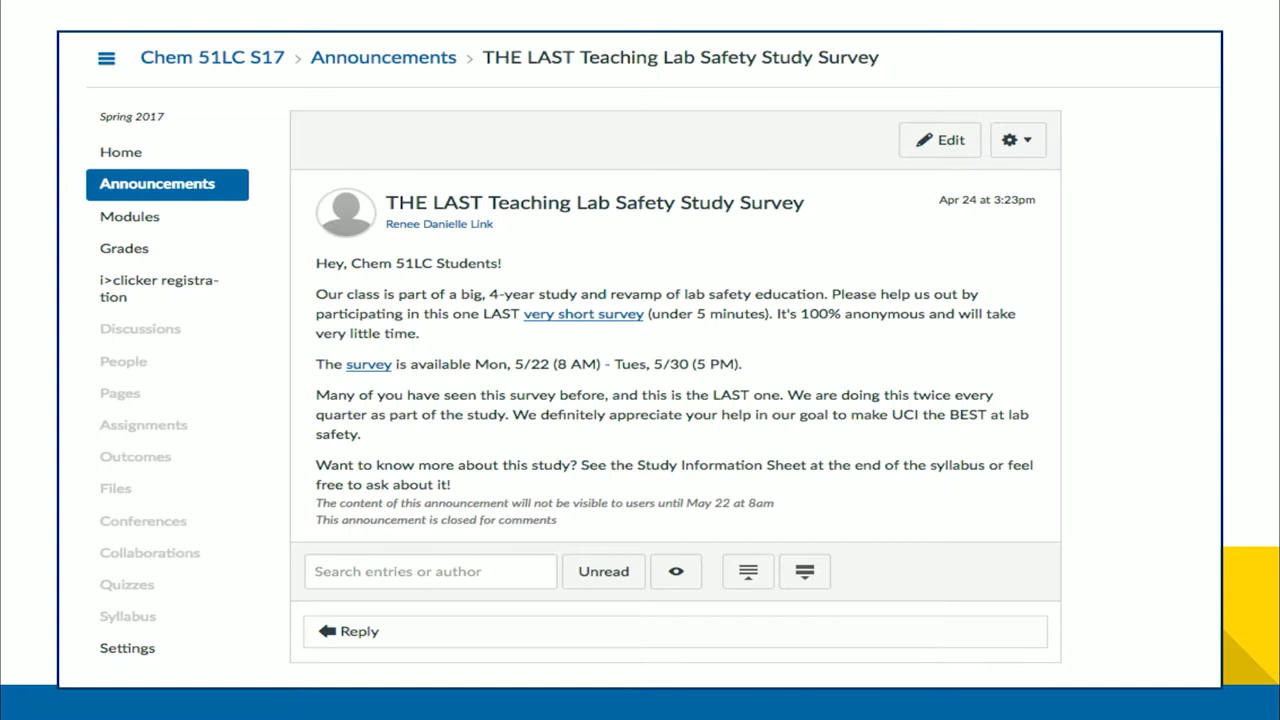 Chem 51LC S17 > Announcements > THE LAST Teaching Lab Safety Study Survey
Spring 2017
Home
Announcements
Modules
Grades
i>clicker registra-
tion
Discussions
People
Pages
Assignments
Outcomes
Files
Conferences
Collaborations
Quizzes
Syllabus
Settings
Edit
THE LAST Teaching Lab Safety Study Survey
Apr 24 at 3:23pm
Renee Danielle Link
Hey, Chem 51LC Students!
Our class is part of a big, 4-year study and revamp of lab safety education. Please help us out by
participating in this one LAST very short survey (under 5 minutes). It's 100% anonymous and will take
very little time.
The survey is available Mon, 5/22 (8 AM) - Tues, 5/30 (5 PM).
Many of you have seen this survey before, and this is the LAST one. We are doing this twice every
quarter as part of the study. We definitely appreciate your help in our goal to make UCI the BEST at lab
safety.
Want to know more about this study? See the Study Information Sheet at the end of the syllabus or feel
free to ask about it!
The content of this announcement will not be visible to users until May 22 at 8am
This announcement is closed for comments
Search entries or author
Unread
Reply